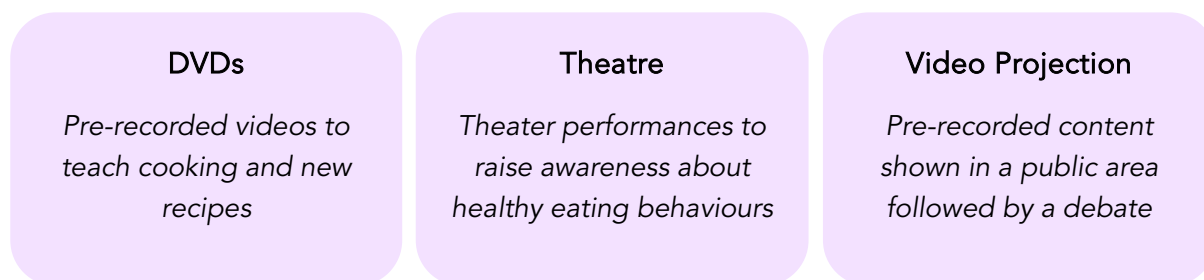 DVDs
Pre-recorded videos to
teach cooking and new
recipes
Theatre
Theater performances to
raise awareness about
healthy eating behaviours
Video Projection
Pre-recorded content
shown in a public area
followed by a debate